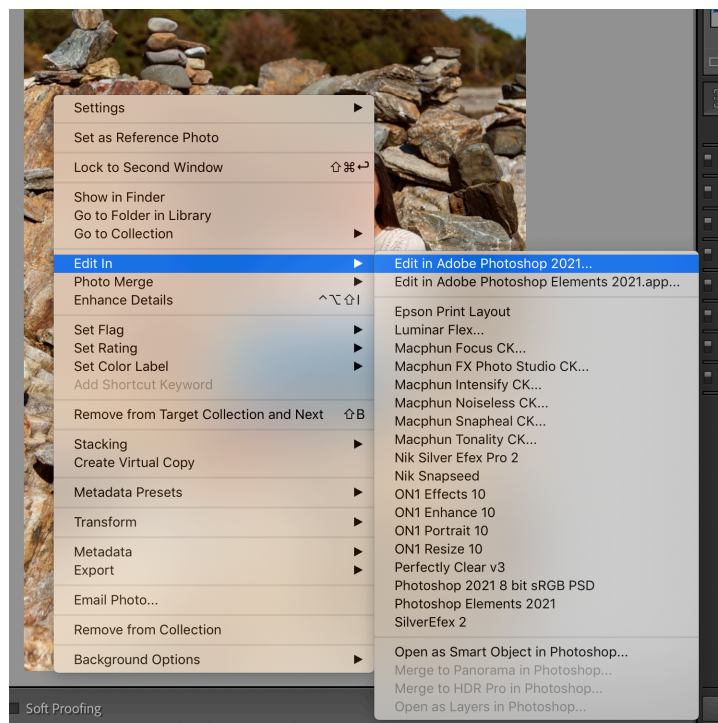 Settings
Set as Reference Photo
Lock to Second Window ⇧⌘↩
Show in Finder
Go to Folder in Library
Go to Collection
Edit In
Photo Merge
Enhance Details ^⌥⇧I
Set Flag
Set Rating
Set Color Label
Add Shortcut Keyword
Remove from Target Collection and Next ⇧B
Stacking
Create Virtual Copy
Metadata Presets
Transform
Metadata
Export
Email Photo...
Remove from Collection
Background Options
Edit in Adobe Photoshop 2021...
Edit in Adobe Photoshop Elements 2021.app...
Epson Print Layout
Luminar Flex...
Macphun Focus CK...
Macphun FX Photo Studio CK...
Macphun Intensify CK...
Macphun Noiseless CK...
Macphun Snapheal CK...
Macphun Tonality CK...
Nik Silver Efex Pro 2
Nik Snapseed
ON1 Effects 10
ON1 Enhance 10
ON1 Portrait 10
ON1 Resize 10
Perfectly Clear v3
Photoshop 2021 8 bit sRGB PSD
Photoshop Elements 2021
SilverEfex 2
Open as Smart Object in Photoshop...
Merge to Panorama in Photoshop...
Merge to HDR Pro in Photoshop...
Open as Layers in Photoshop...
Soft Proofing